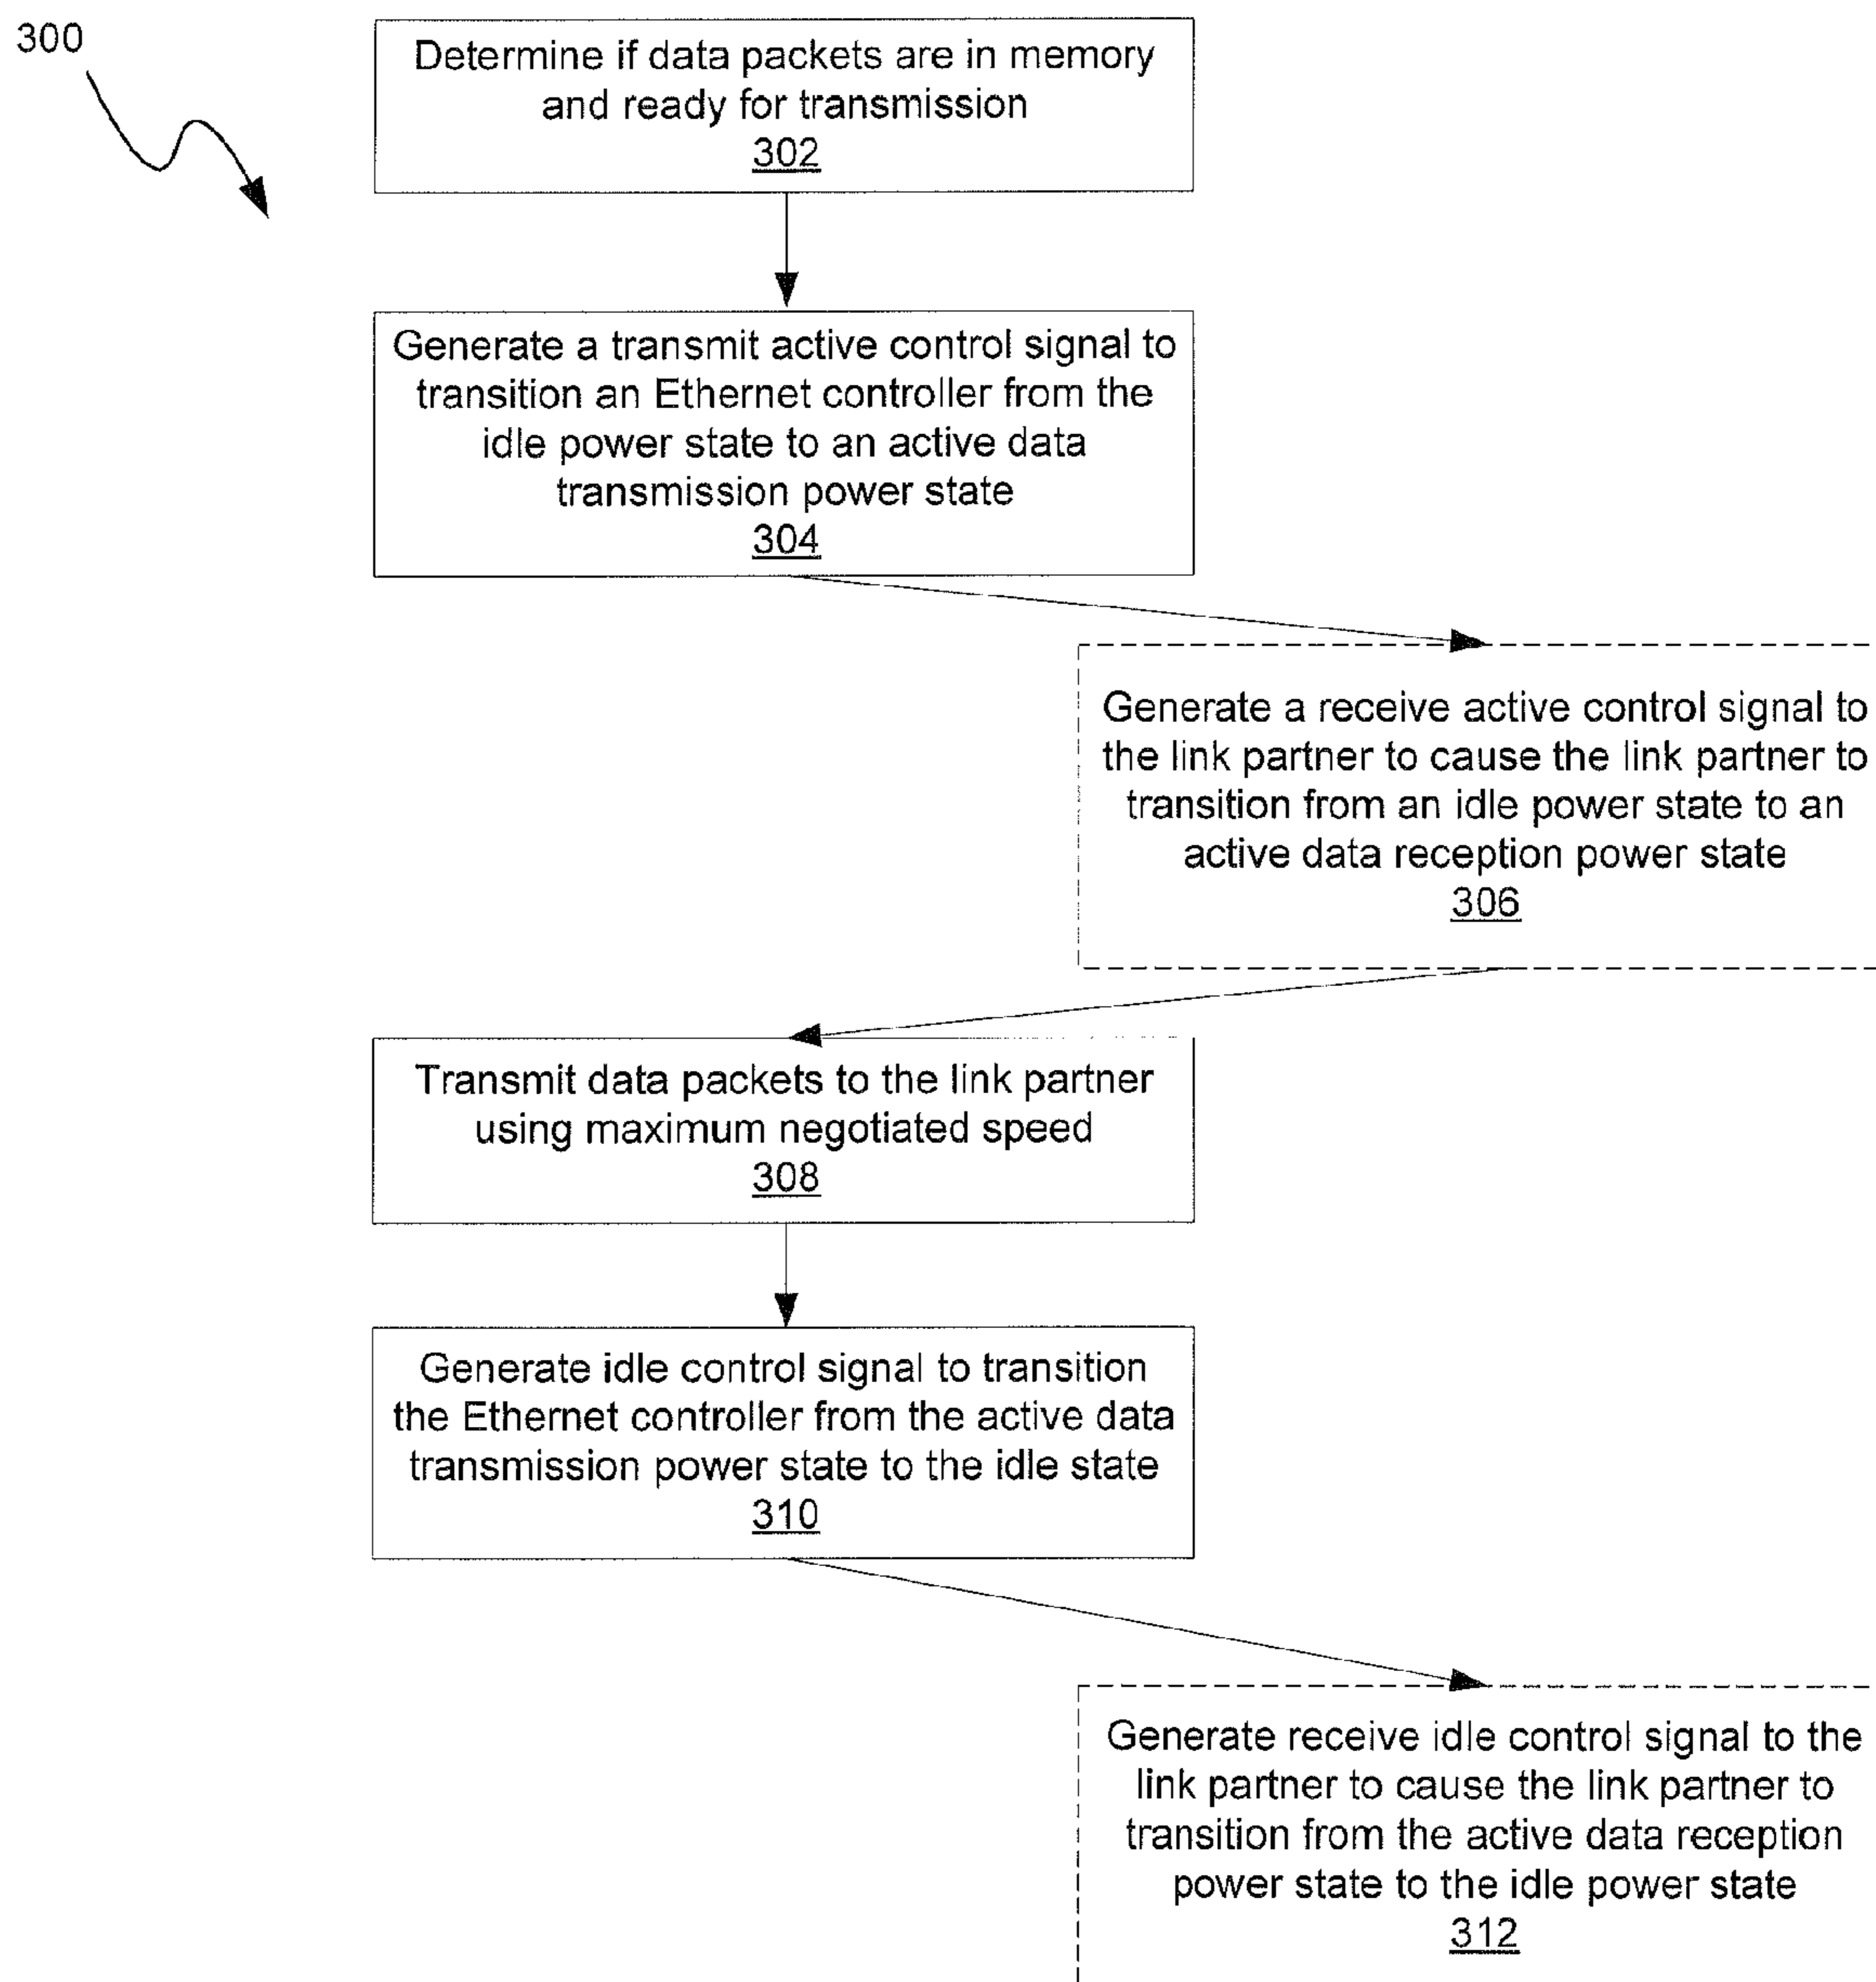 300
Determine if data packets are in memory
and ready for transmission
302
Generate a transmit active control signal to
transition an Ethernet controller from the
idle power state to an active data
transmission power state
304
Generate a receive active control signal to
the link partner to cause the link partner to
transition from an idle power state to an
active data reception power state
306
Transmit data packets to the link partner
using maximum negotiated speed
308
Generate idle control signal to transition
the Ethernet controller from the active data
transmission power state to the idle state
310
Generate receive idle control signal to the
link partner to cause the link partner to
transition from the active data reception
power state to the idle power state
312